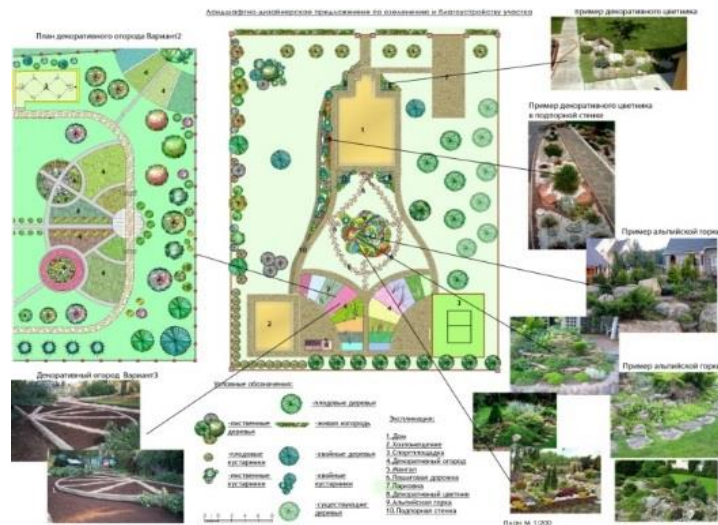 Ландшафтно-дизайнерское предложение по озеленению и благоустройству участка
План декоративного огорода Вариант2
пример декоративного цветника
Пример декоративного цветника
в подпорной стенке
Пример альпийской горки
Пример альпийской горки
Декоративный огород Вариант3
Условные обозначения:
-плодовые деревья
-лиственные
деревья
-живая изгородь
-плодовые
кустарники
-хвойные деревья
-лиственные
кустарники
-хвойные
кустарники
-существующие
деревья
Экспликация:
1. Дом
2. Хозпомещение
3. Спортплощадка
4. Декоративный огород
5. Мангал
6. Пошаговая дорожка
7. Парковка
8. Декоративный цветник
9. Альпийская горка
10. Подпорная стенка
План М 1:200